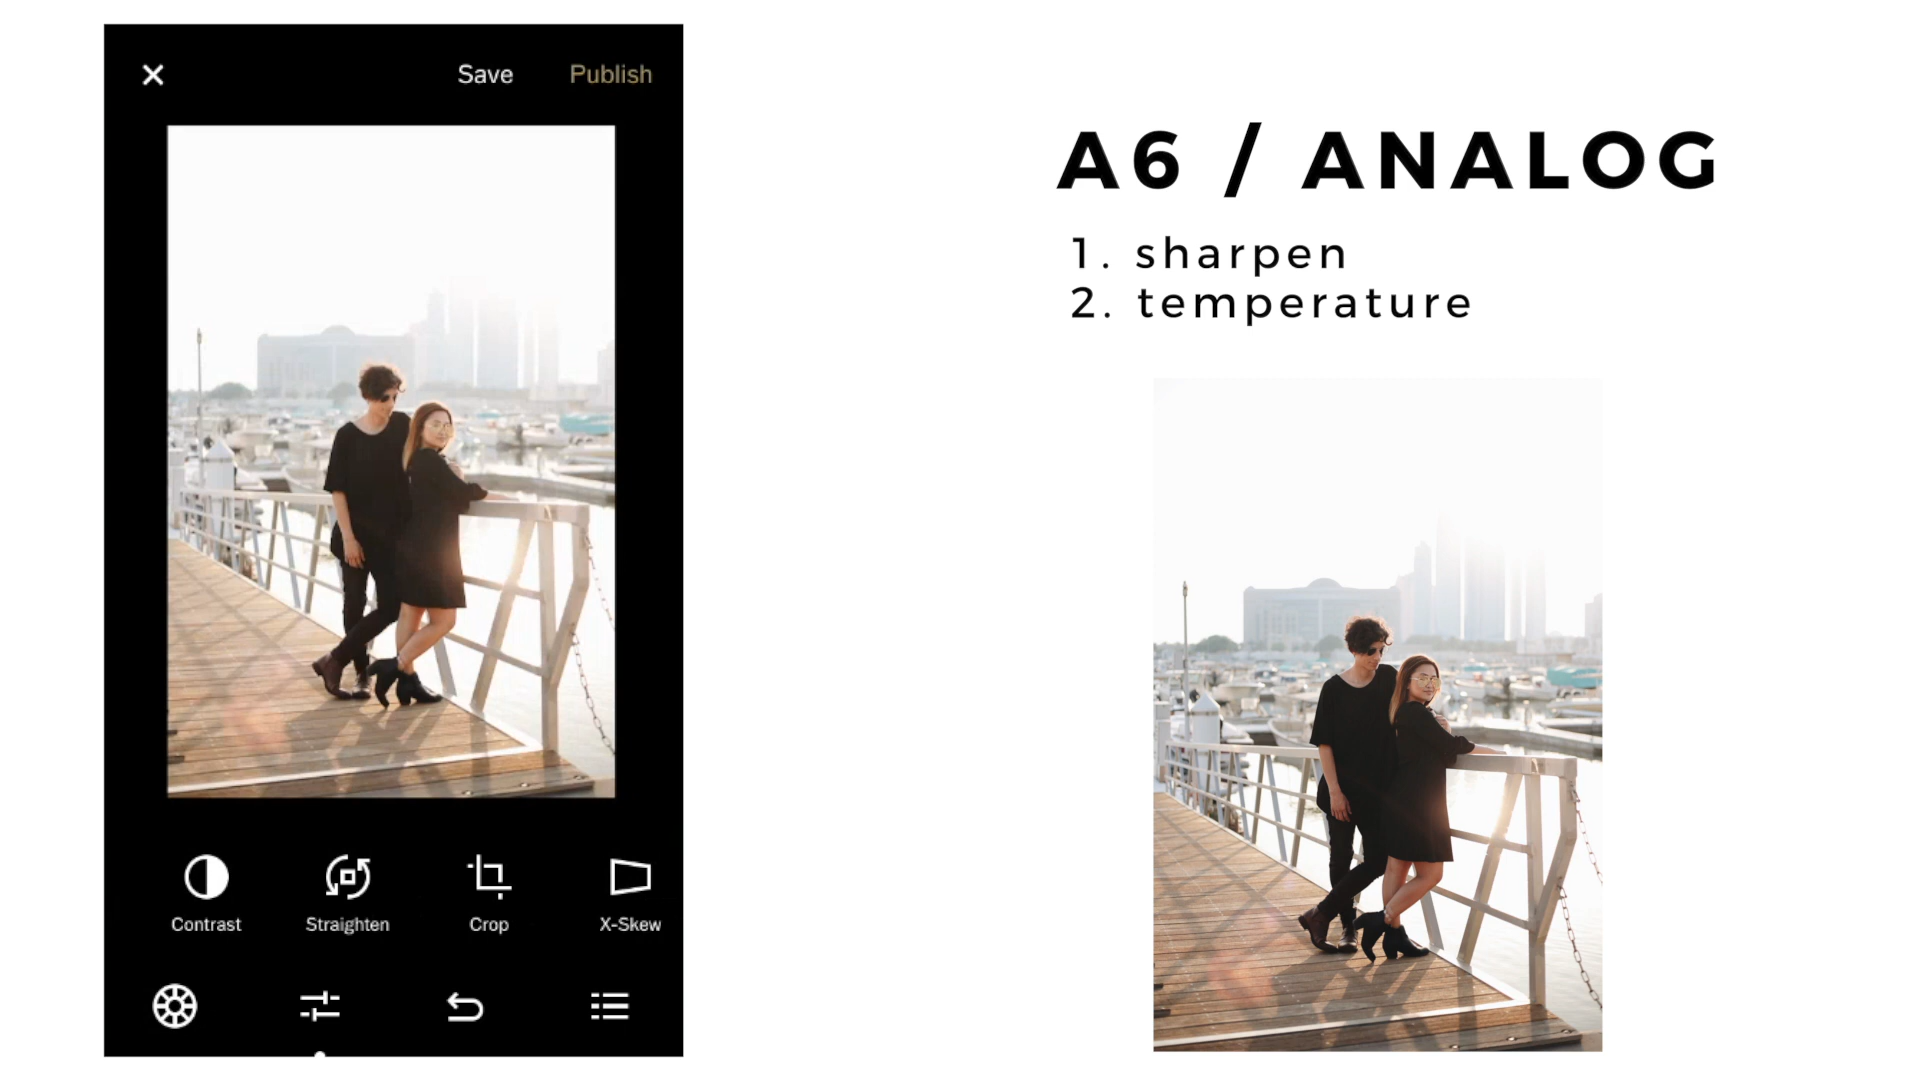 Save Publish
Contrast Straighten Crop X-Skew
A6 / ANALOG
1. sharpen
2. temperature